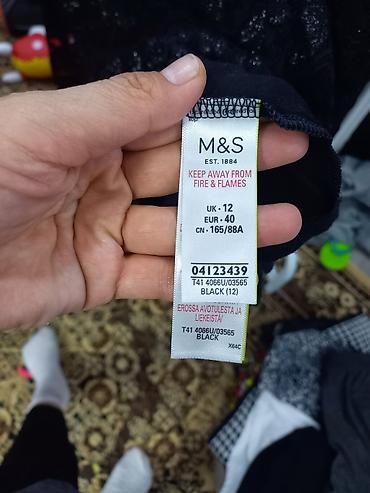 M&S
EST. 1884
KEEP AWAY FROM
FIRE & FLAMES
UK - 12
EUR - 40
CN - 165/88A
04123439
T41 4066U/03565
BLACK (12)
EROSSA AVOTULESTA JA
LIEKEISTÄ/
T41 4066U/03565
BLACK
X64C